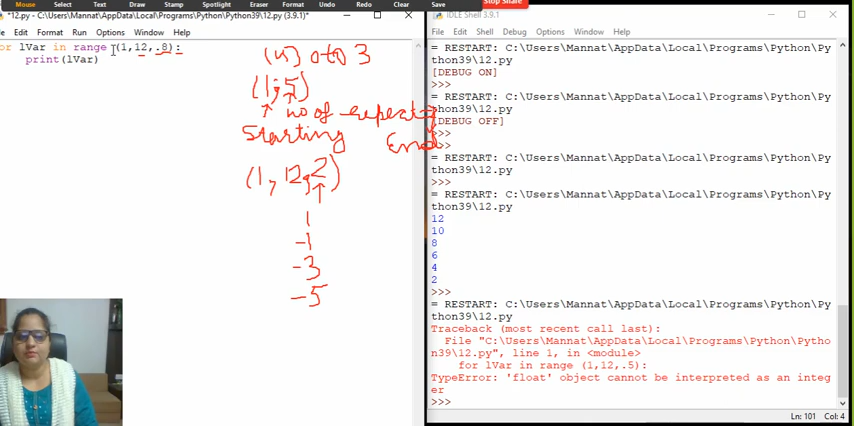 Mouse Select Text Draw Stamp Spotlight Eraser Format Undo Redo Clear Save Stop Share
*12.py - C:\Users\Mannat\AppData\Local\Programs\Python\Python39\12.py (3.9.1)*
File Edit Format Run Options Window Help
for lVar in range (1,12,.8):
print(lVar)
(4) 0 to 3
(1,5)
no of repeat
Starting End
(1, 12, 2)
1
-1
-3
-5
IDLE Shell 3.9.1
File Edit Shell Debug Options Window Help
= RESTART: C:\Users\Mannat\AppData\Local\Programs\Python\Py
thon39\12.py
[DEBUG ON]
>>>
= RESTART: C:\Users\Mannat\AppData\Local\Programs\Python\Py
thon39\12.py
[DEBUG OFF]
>>>
>>>
= RESTART: C:\Users\Mannat\AppData\Local\Programs\Python\Py
thon39\12.py
>>>
= RESTART: C:\Users\Mannat\AppData\Local\Programs\Python\Py
thon39\12.py
12
10
8
6
4
2
>>>
= RESTART: C:\Users\Mannat\AppData\Local\Programs\Python\Py
thon39\12.py
Traceback (most recent call last):
File "C:\Users\Mannat\AppData\Local\Programs\Python\Pytho
n39\12.py", line 1, in <module>
for lVar in range (1,12,.5):
TypeError: 'float' object cannot be interpreted as an integ
er
>>>
Ln: 101 Col: 4